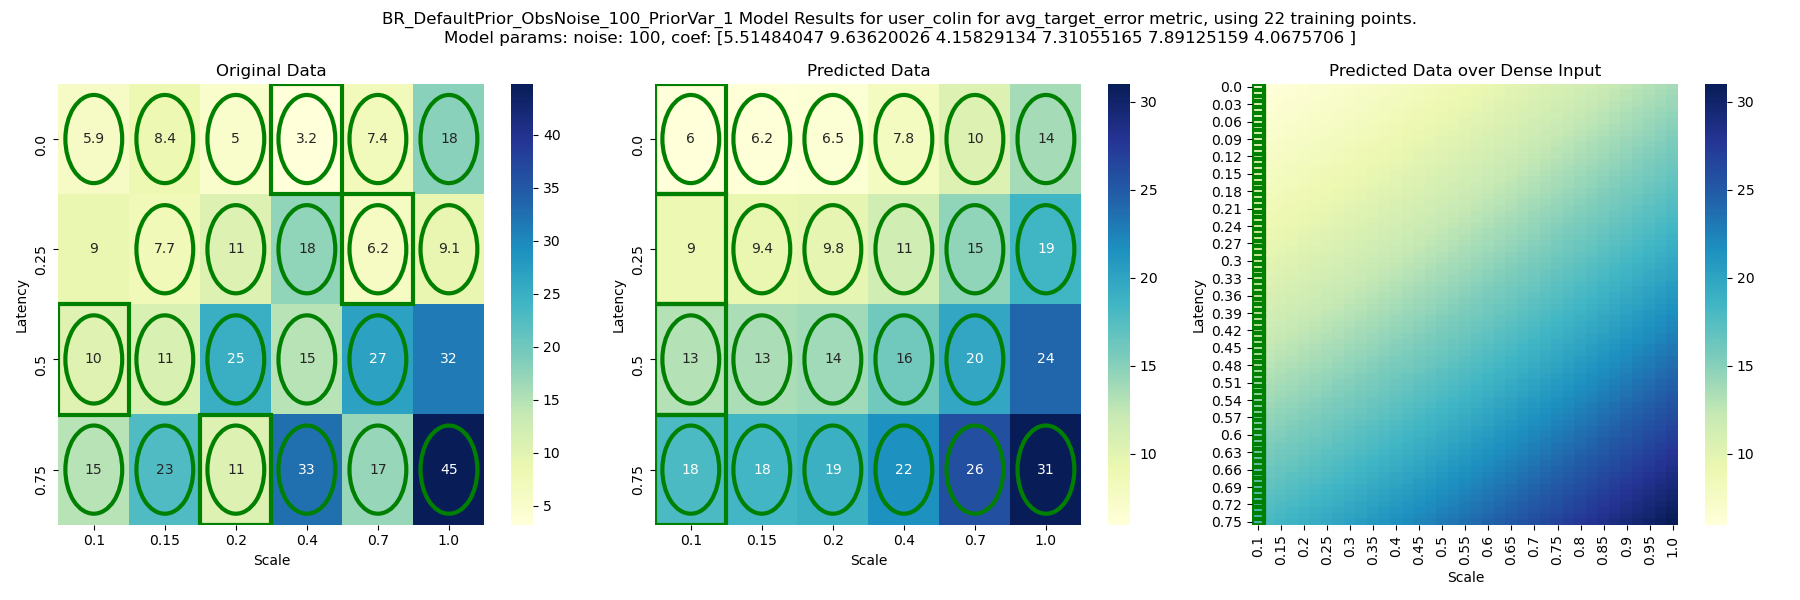 BR_DefaultPrior_ObsNoise_100_PriorVar_1 Model Results for user_colin for avg_target_error metric, using 22 training points.
Model params: noise: 100, coef: [5.51484047 9.63620026 4.15829134 7.31055165 7.89125159 4.0675706 ]
Original Data
0.0
5.9 8.4 5 3.2 7.4 18
0.25
9 7.7 11 18 6.2 9.1
0.5
10 11 25 15 27 32
0.75
15 23 11 33 17 45
0.1 0.15 0.2 0.4 0.7 1.0
Latency
Scale
40
35
30
25
20
15
10
5
Predicted Data
0.0
6 6.2 6.5 7.8 10 14
0.25
9 9.4 9.8 11 15 19
0.5
13 13 14 16 20 24
0.75
18 18 19 22 26 31
0.1 0.15 0.2 0.4 0.7 1.0
Latency
Scale
30
25
20
15
10
Predicted Data over Dense Input
0.0
0.03
0.06
0.09
0.12
0.15
0.18
0.21
0.24
0.27
0.3
0.33
0.36
0.39
0.42
0.45
0.48
0.51
0.54
0.57
0.6
0.63
0.66
0.69
0.72
0.75
0.1 0.15 0.2 0.25 0.3 0.35 0.4 0.45 0.5 0.55 0.6 0.65 0.7 0.75 0.8 0.85 0.9 0.95 1.0
Latency
Scale
30
25
20
15
10